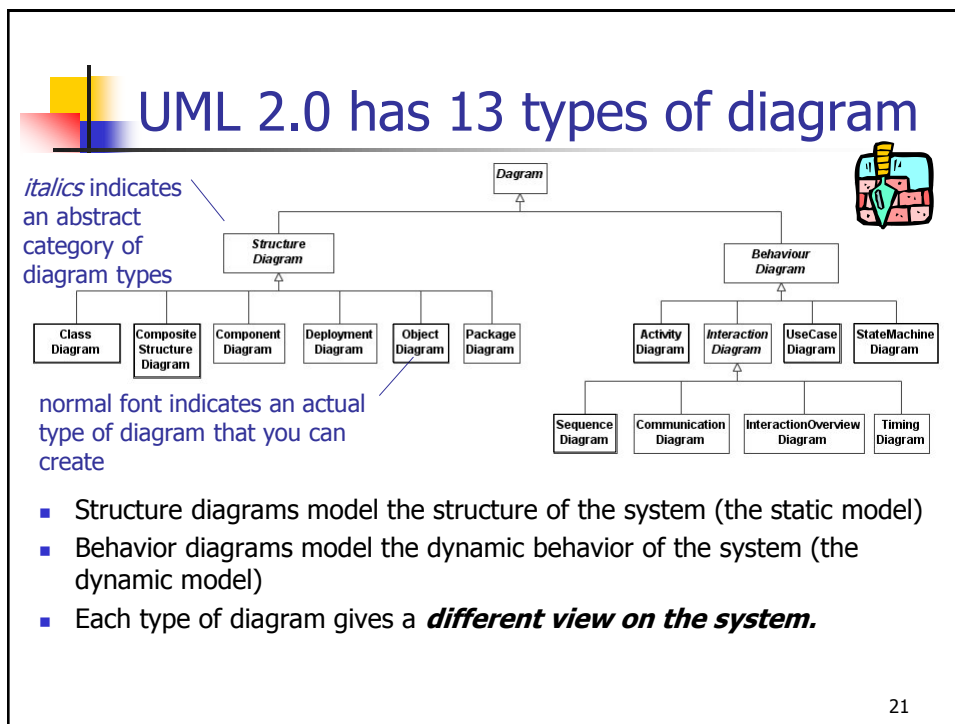 UML 2.0 has 13 types of diagram
italics indicates
an abstract
category of
diagram types
Dagram
Structure
Diagram
Behaviour
Diagram
Class
Diagram
Composite
Structure
Diagram
Component
Diagram
Deployment
Diagram
Object
Diagram
Package
Diagram
Activity
Diagram
Interaction
Diagram
UseCase
Diagram
StateMachine
Diagram
normal font indicates an actual
type of diagram that you can
create
Sequence
Diagram
Communication
Diagram
InteractionOverview
Diagram
Timing
Diagram
Structure diagrams model the structure of the system (the static model)
Behavior diagrams model the dynamic behavior of the system (the
dynamic model)
Each type of diagram gives a different view on the system.
21